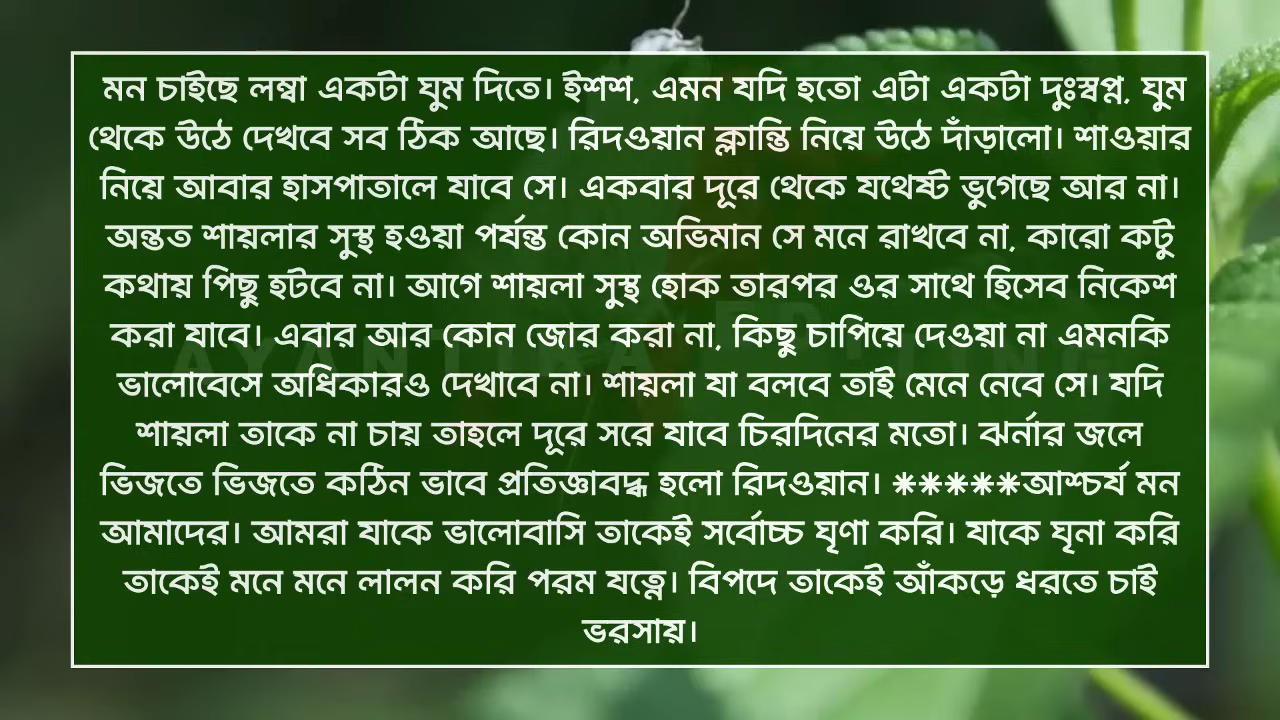 মন চাইছে লম্বা একটা ঘুম দিতে। ইশশ, এমন যদি হতো এটা একটা দুঃস্বপ্ন, ঘুম
থেকে উঠে দেখবে সব ঠিক আছে। রিদওয়ান ক্লান্তি নিয়ে উঠে দাঁড়ালো। শাওয়ার
নিয়ে আবার হাসপাতালে যাবে সে। একবার দূরে থেকে যথেষ্ট ভুগেছে আর না।
অন্তত শায়লার সুস্থ হওয়া পর্যন্ত কোন অভিমান সে মনে রাখবে না, কারো কটু
কথায় পিছু হটবে না। আগে শায়লা সুস্থ হোক তারপর ওর সাথে হিসেব নিকেশ
করা যাবে। এবার আর কোন জোর করা না, কিছু চাপিয়ে দেওয়া না এমনকি
ভালোবেসে অধিকারও দেখাবে না। শায়লা যা বলবে তাই মেনে নেবে সে। যদি
শায়লা তাকে না চায় তাহলে দূরে সরে যাবে চিরদিনের মতো। ঝর্নার জলে
ভিজতে ভিজতে কঠিন ভাবে প্রতিজ্ঞাবদ্ধ হলো রিদওয়ান। *****আশ্চর্য মন
আমাদের। আমরা যাকে ভালোবাসি তাকেই সর্বোচ্চ ঘৃণা করি। যাকে ঘৃনা করি
তাকেই মনে মনে লালন করি পরম যত্নে। বিপদে তাকেই আঁকড়ে ধরতে চাই
ভরসায়।